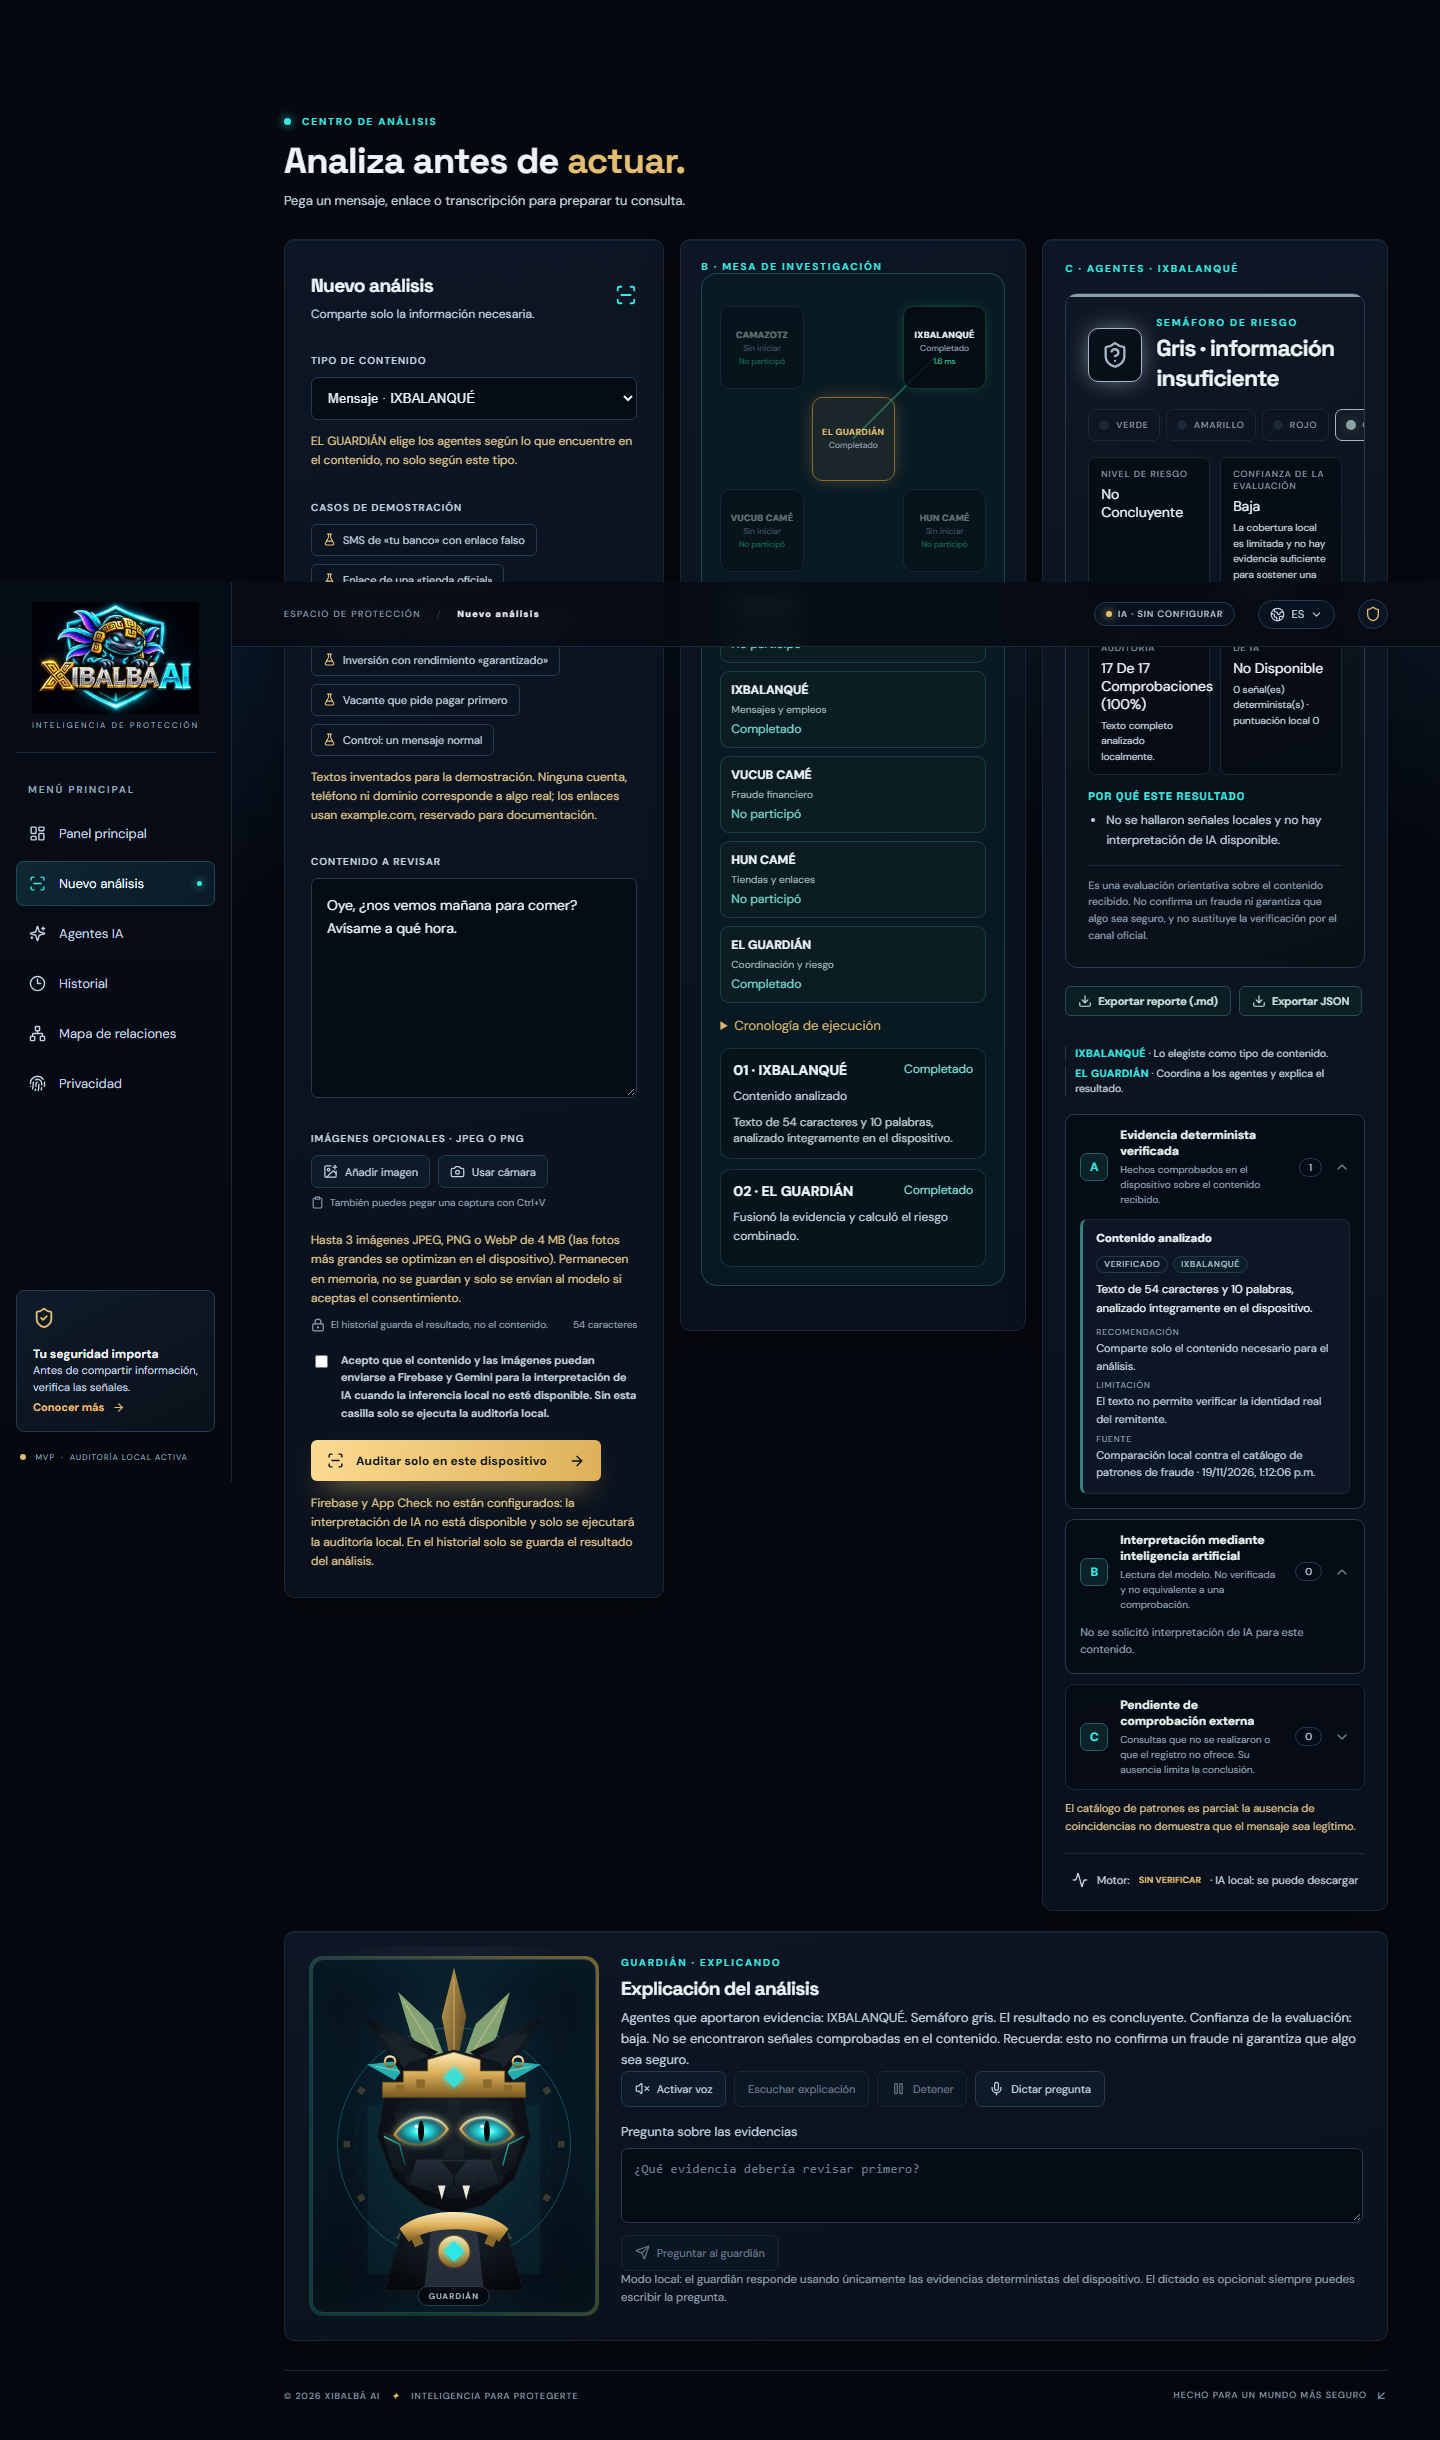 CENTRO DE ANÁLISIS
Analiza antes de actuar.
Pega un mensaje, enlace o transcripción para preparar tu consulta.
Nuevo análisis
Comparte solo la información necesaria.
TIPO DE CONTENIDO
Mensaje · IXBALANQUÉ
EL GUARDIÁN elige los agentes según lo que encuentre en
el contenido, no solo según este tipo.
CASOS DE DEMOSTRACIÓN
SMS de «tu banco» con enlace falso
Enlace de una «tienda oficial»
Inversión con rendimiento «garantizado»
Vacante que pide pagar primero
Control: un mensaje normal
Textos inventados para la demostración. Ninguna cuenta,
teléfono ni dominio corresponde a algo real; los enlaces
usan example.com, reservado para documentación.
CONTENIDO A REVISAR
Oye, ¿nos vemos mañana para comer?
Avísame a qué hora.
IMÁGENES OPCIONALES · JPEG O PNG
Añadir imagen
Usar cámara
También puedes pegar una captura con Ctrl+V
Hasta 3 imágenes JPEG, PNG o WebP de 4 MB (las fotos
más grandes se optimizan en el dispositivo). Permanecen
en memoria, no se guardan y solo se envían al modelo si
aceptas el consentimiento.
El historial guarda el resultado, no el contenido.
54 caracteres
Acepto que el contenido y las imágenes puedan
enviarse a Firebase y Gemini para la interpretación de
IA cuando la inferencia local no esté disponible. Sin esta
casilla solo se ejecuta la auditoría local.
Auditar solo en este dispositivo
Firebase y App Check no están configurados: la
interpretación de IA no está disponible y solo se ejecutará
la auditoría local. En el historial solo se guarda el resultado
del análisis.
B · MESA DE INVESTIGACIÓN
CAMAZOTZ
Sin iniciar
No participó
IXBALANQUÉ
Completado
1.6 ms
EL GUARDIÁN
Completado
VUCUB CAMÉ
Sin iniciar
No participó
HUN CAMÉ
Sin iniciar
No participó
No participó
IXBALANQUÉ
Mensajes y empleos
Completado
VUCUB CAMÉ
Fraude financiero
No participó
HUN CAMÉ
Tiendas y enlaces
No participó
EL GUARDIÁN
Coordinación y riesgo
Completado
Cronología de ejecución
01 · IXBALANQUÉ
Completado
Contenido analizado
Texto de 54 caracteres y 10 palabras,
analizado íntegramente en el dispositivo.
02 · EL GUARDIÁN
Completado
Fusionó la evidencia y calculó el riesgo
combinado.
C · AGENTES · IXBALANQUÉ
SEMÁFORO DE RIESGO
Gris · información
insuficiente
VERDE
AMARILLO
ROJO
NIVEL DE RIESGO
No
Concluyente
CONFIANZA DE LA
EVALUACIÓN
Baja
La cobertura local
es limitada y no hay
evidencia suficiente
para sostener una
AUDITORÍA
17 De 17
Comprobaciones
(100%)
Texto completo
analizado
localmente.
DE IA
No Disponible
0 señal(es)
determinista(s) ·
puntuación local 0
POR QUÉ ESTE RESULTADO
• No se hallaron señales locales y no hay
interpretación de IA disponible.
Es una evaluación orientativa sobre el contenido
recibido. No confirma un fraude ni garantiza que
algo sea seguro, y no sustituye la verificación por el
canal oficial.
Exportar reporte (.md)
Exportar JSON
IXBALANQUÉ · Lo elegiste como tipo de contenido.
EL GUARDIÁN · Coordina a los agentes y explica el
resultado.
A
Evidencia determinista
verificada
Hechos comprobados en el
dispositivo sobre el contenido
recibido.
1
Contenido analizado
VERIFICADO
IXBALANQUÉ
Texto de 54 caracteres y 10 palabras,
analizado íntegramente en el dispositivo.
RECOMENDACIÓN
Comparte solo el contenido necesario para el
análisis.
LIMITACIÓN
El texto no permite verificar la identidad real
del remitente.
FUENTE
Comparación local contra el catálogo de
patrones de fraude · 19/11/2026, 1:12:06 p.m.
B
Interpretación mediante
inteligencia artificial
Lectura del modelo. No verificada
y no equivalente a una
comprobación.
0
No se solicitó interpretación de IA para este
contenido.
C
Pendiente de
comprobación externa
Consultas que no se realizaron o
que el registro no ofrece. Su
ausencia limita la conclusión.
0
El catálogo de patrones es parcial: la ausencia de
coincidencias no demuestra que el mensaje sea legítimo.
Motor: SIN VERIFICAR · IA local: se puede descargar
XIBALBÁ AI
INTELIGENCIA DE PROTECCIÓN
MENÚ PRINCIPAL
Panel principal
Nuevo análisis
Agentes IA
Historial
Mapa de relaciones
Privacidad
Tu seguridad importa
Antes de compartir información,
verifica las señales.
Conocer más
MVP · AUDITORÍA LOCAL ACTIVA
ESPACIO DE PROTECCIÓN / Nuevo análisis
IA · SIN CONFIGURAR
ES
GUARDIÁN
GUARDIÁN · EXPLICANDO
Explicación del análisis
Agentes que aportaron evidencia: IXBALANQUÉ. Semáforo gris. El resultado no es concluyente. Confianza de la evaluación:
baja. No se encontraron señales comprobadas en el contenido. Recuerda: esto no confirma un fraude ni garantiza que algo
sea seguro.
Activar voz
Escuchar explicación
Detener
Dictar pregunta
Pregunta sobre las evidencias
¿Qué evidencia debería revisar primero?
Preguntar al guardián
Modo local: el guardián responde usando únicamente las evidencias deterministas del dispositivo. El dictado es opcional: siempre puedes
escribir la pregunta.
© 2026 XIBALBÁ AI ✦ INTELIGENCIA PARA PROTEGERTE
HECHO PARA UN MUNDO MÁS SEGURO